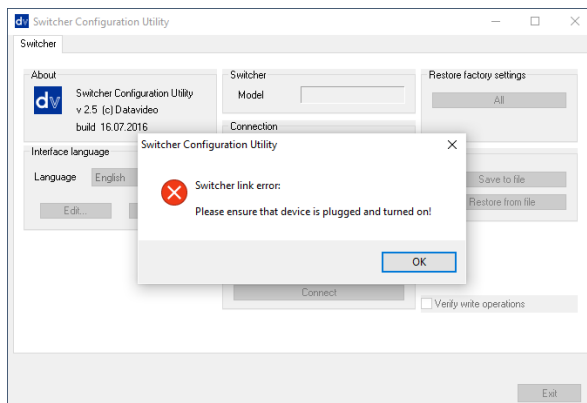 dv Switcher Configuration Utility
Switcher
About
dv
Switcher Configuration Utility
v 2.5 (c) Datavideo
build 16.07.2016
Switcher
Model
Restore factory settings
All
Connection
Interface language
Language English
Edit...
Switcher Configuration Utility
Switcher link error:
Please ensure that device is plugged and turned on!
OK
Save to file
Restore from file
Connect
Verify write operations
Exit